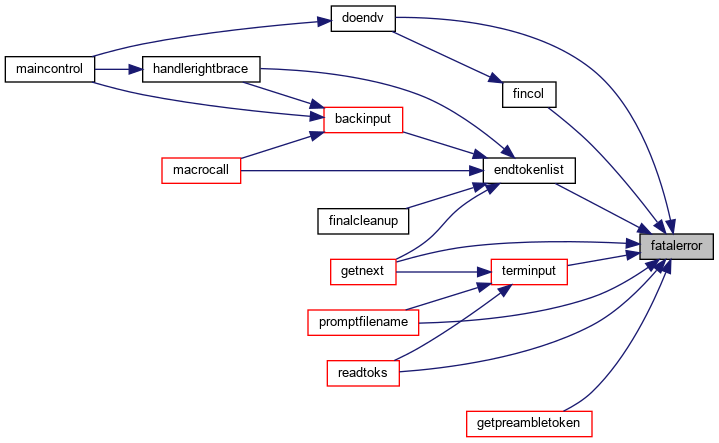 doendv
maincontrol
handlerightbrace
fincol
backinput
macrocall
endtokenlist
finalcleanup
fatalerror
getnext
terminput
promptfilename
readtoks
getpreambletoken